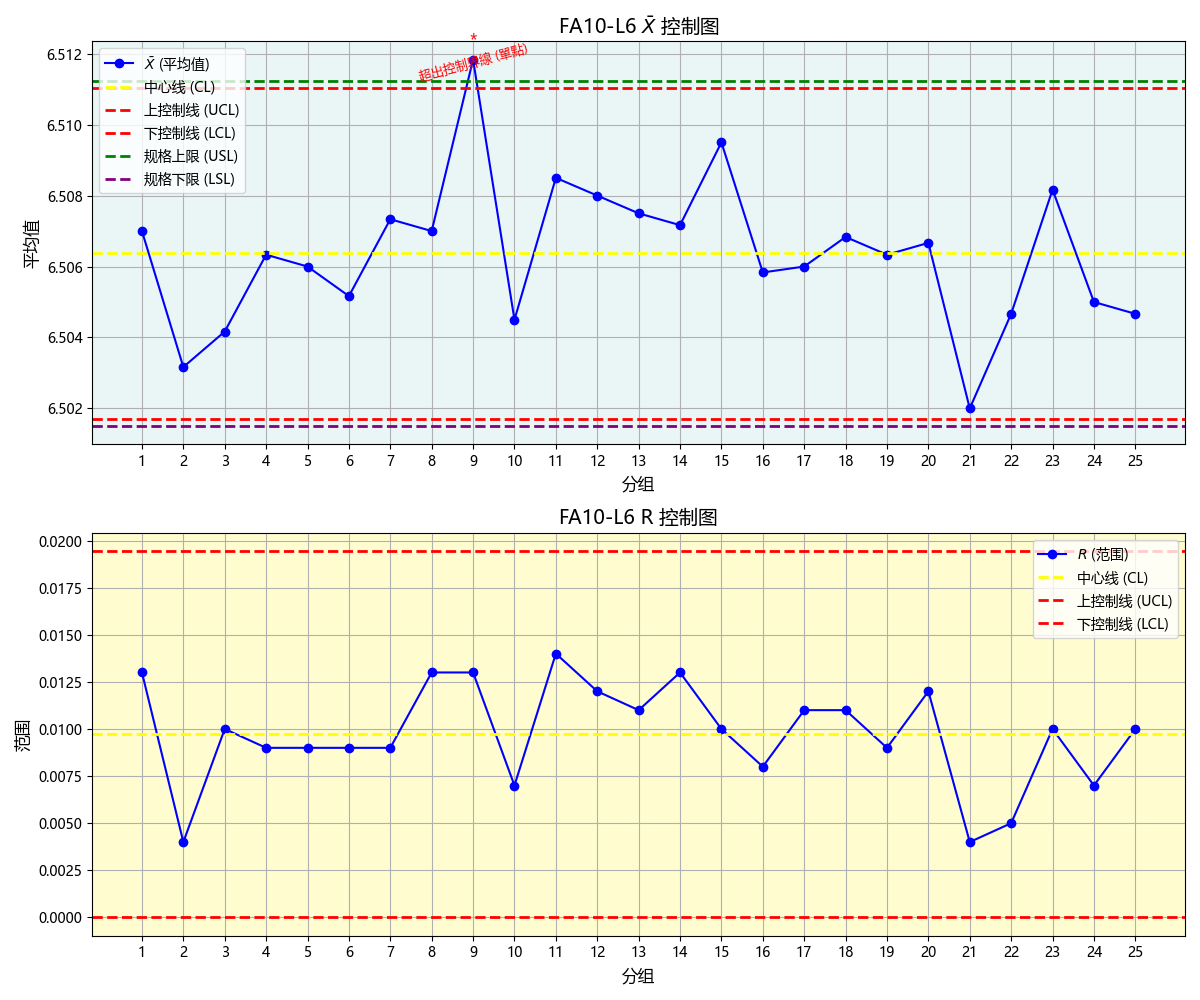 FA10-L6 X̄ 控制图
*
超出控制界線 (單點)
X̄ (平均值)
中心线 (CL)
上控制线 (UCL)
下控制线 (LCL)
规格上限 (USL)
规格下限 (LSL)
平均值
6.512
6.510
6.508
6.506
6.504
6.502
1 2 3 4 5 6 7 8 9 10 11 12 13 14 15 16 17 18 19 20 21 22 23 24 25
分组
FA10-L6 R 控制图
R (范围)
中心线 (CL)
上控制线 (UCL)
下控制线 (LCL)
范围
0.0200
0.0175
0.0150
0.0125
0.0100
0.0075
0.0050
0.0025
0.0000
1 2 3 4 5 6 7 8 9 10 11 12 13 14 15 16 17 18 19 20 21 22 23 24 25
分组